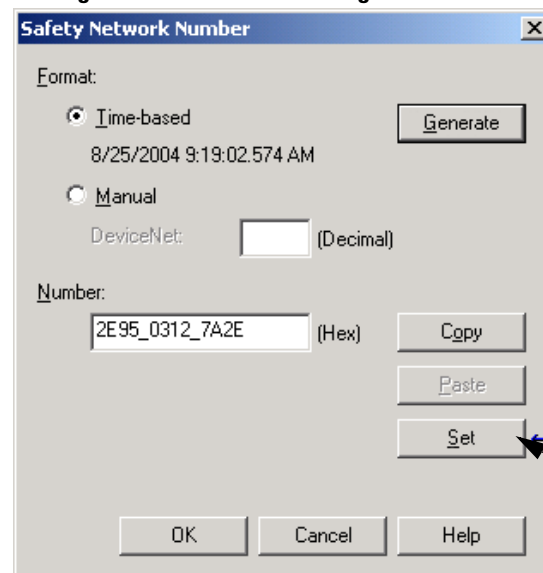 Safety Network Number
Format:
Time-based
Generate
8/25/2004 9:19:02.574 AM
Manual
DeviceNet:
(Decimal)
Number:
2E95_0312_7A2E
(Hex)
Copy
Paste
Set
OK
Cancel
Help